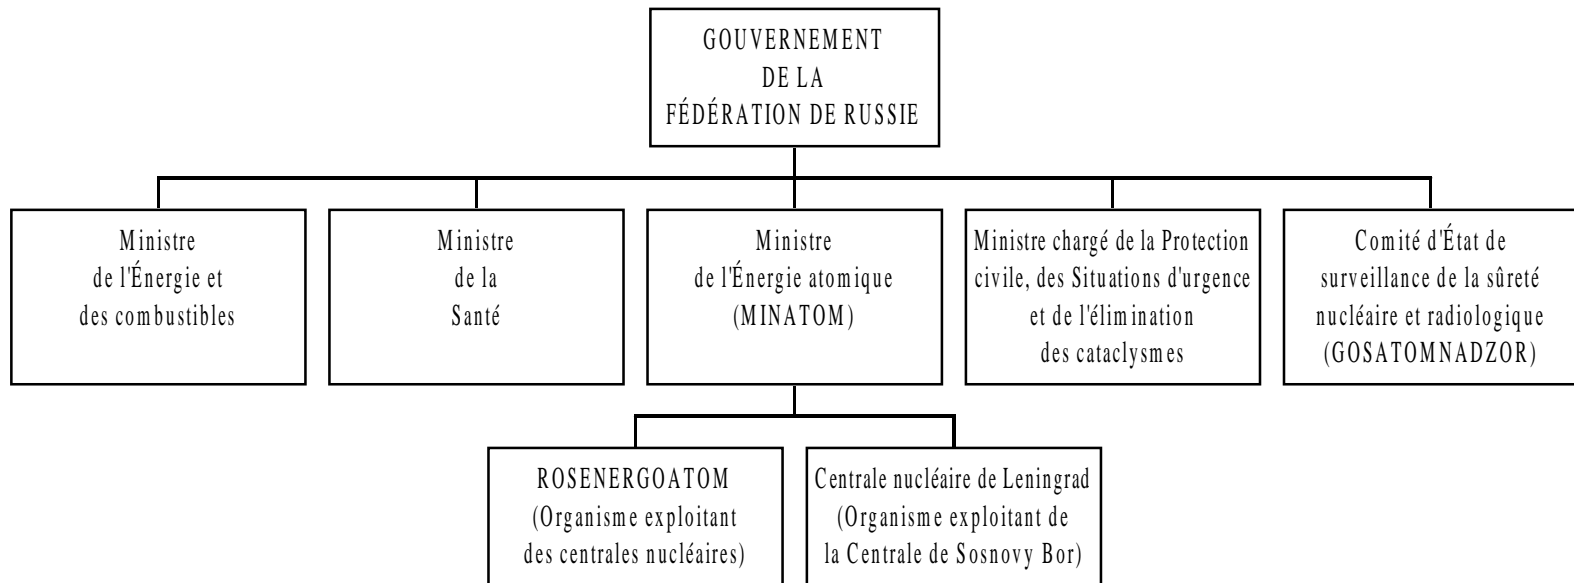 GOUVERNEMENT
DE LA
FÉDÉRATION DE RUSSIE
Ministre
de l'Énergie et
des combustibles
Ministre
de la
Santé
Ministre
de l'Énergie atomique
(MINATOM)
Ministre chargé de la Protection
civile, des Situations d'urgence
et de l'élimination
des cataclysmes
Comité d'État de
surveillance de la sûreté
nucléaire et radiologique
(GOSATOMNADZOR)
ROSENERGOATOM
(Organisme exploitant
des centrales nucléaires)
Centrale nucléaire de Leningrad
(Organisme exploitant de
la Centrale de Sosnovy Bor)